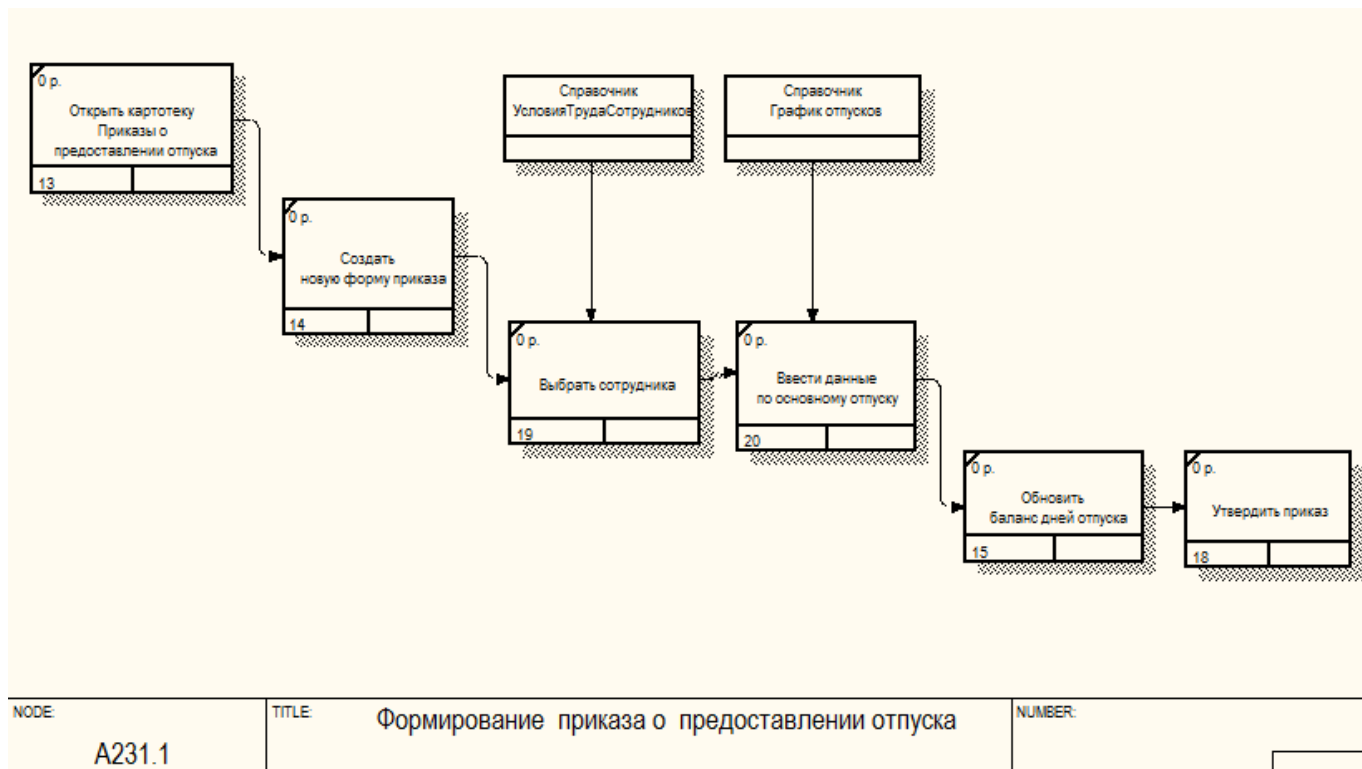 0 р.
Открыть картотеку
Приказы о
предоставлении отпуска
13
Справочник
УсловияТрудаСотрудников
Справочник
График отпусков
0 р.
Создать
новую форму приказа
14
0 р.
Выбрать сотрудника
19
0 р.
Ввести данные
по основному отпуску
20
0 р.
Обновить
баланс дней отпуска
15
0 р.
Утвердить приказ
18
NODE:
A231.1
TITLE:
Формирование приказа о предоставлении отпуска
NUMBER: